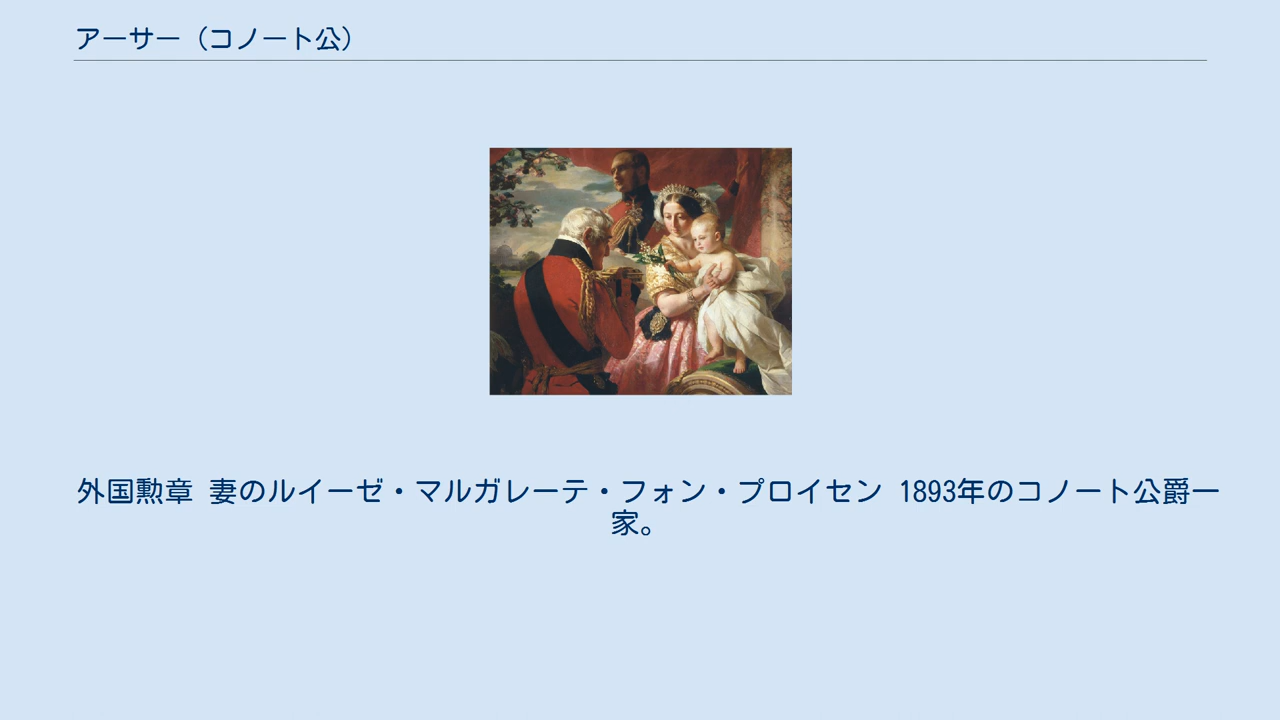 アーサー（コノート公）
外国勲章 妻のルイーゼ・マルガレーテ・フォン・プロイセン 1893年のコノート公爵一
家。